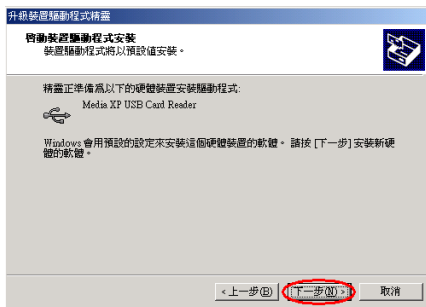 升級裝置驅動程式精靈
啟動裝置驅動程式安裝
裝置驅動程式將以預設值安裝。
精靈正準備為以下的硬體裝置安裝驅動程式:
Media XP USB Card Reader
Windows 會用預設的設定來安裝這個硬體裝置的軟體。請按 [下一步] 安裝新硬
體的軟體。
<上一步(B)
下一步(N)>
取消